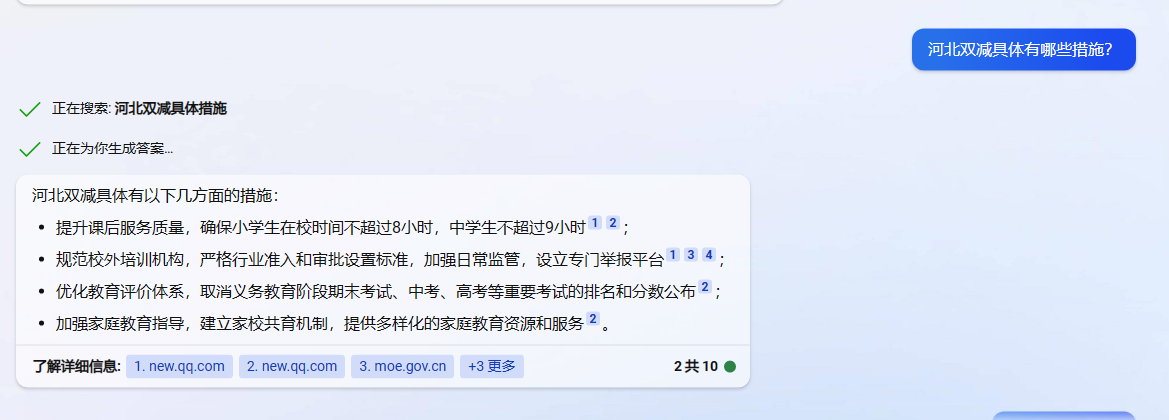 河北双减具体有哪些措施?
正在搜索: 河北双减具体措施
正在为你生成答案...
河北双减具体有以下几方面的措施：
• 提升课后服务质量，确保小学生在校时间不超过8小时，中学生不超过9小时 1 2 ；
• 规范校外培训机构，严格行业准入和审批设置标准，加强日常监管，设立专门举报平台 1 3 4 ；
• 优化教育评价体系，取消义务教育阶段期末考试、中考、高考等重要考试的排名和分数公布 2 ；
• 加强家庭教育指导，建立家校共育机制，提供多样化的家庭教育资源和服务 2 。
了解详细信息: 1. new.qq.com 2. new.qq.com 3. moe.gov.cn +3 更多 2 共 10